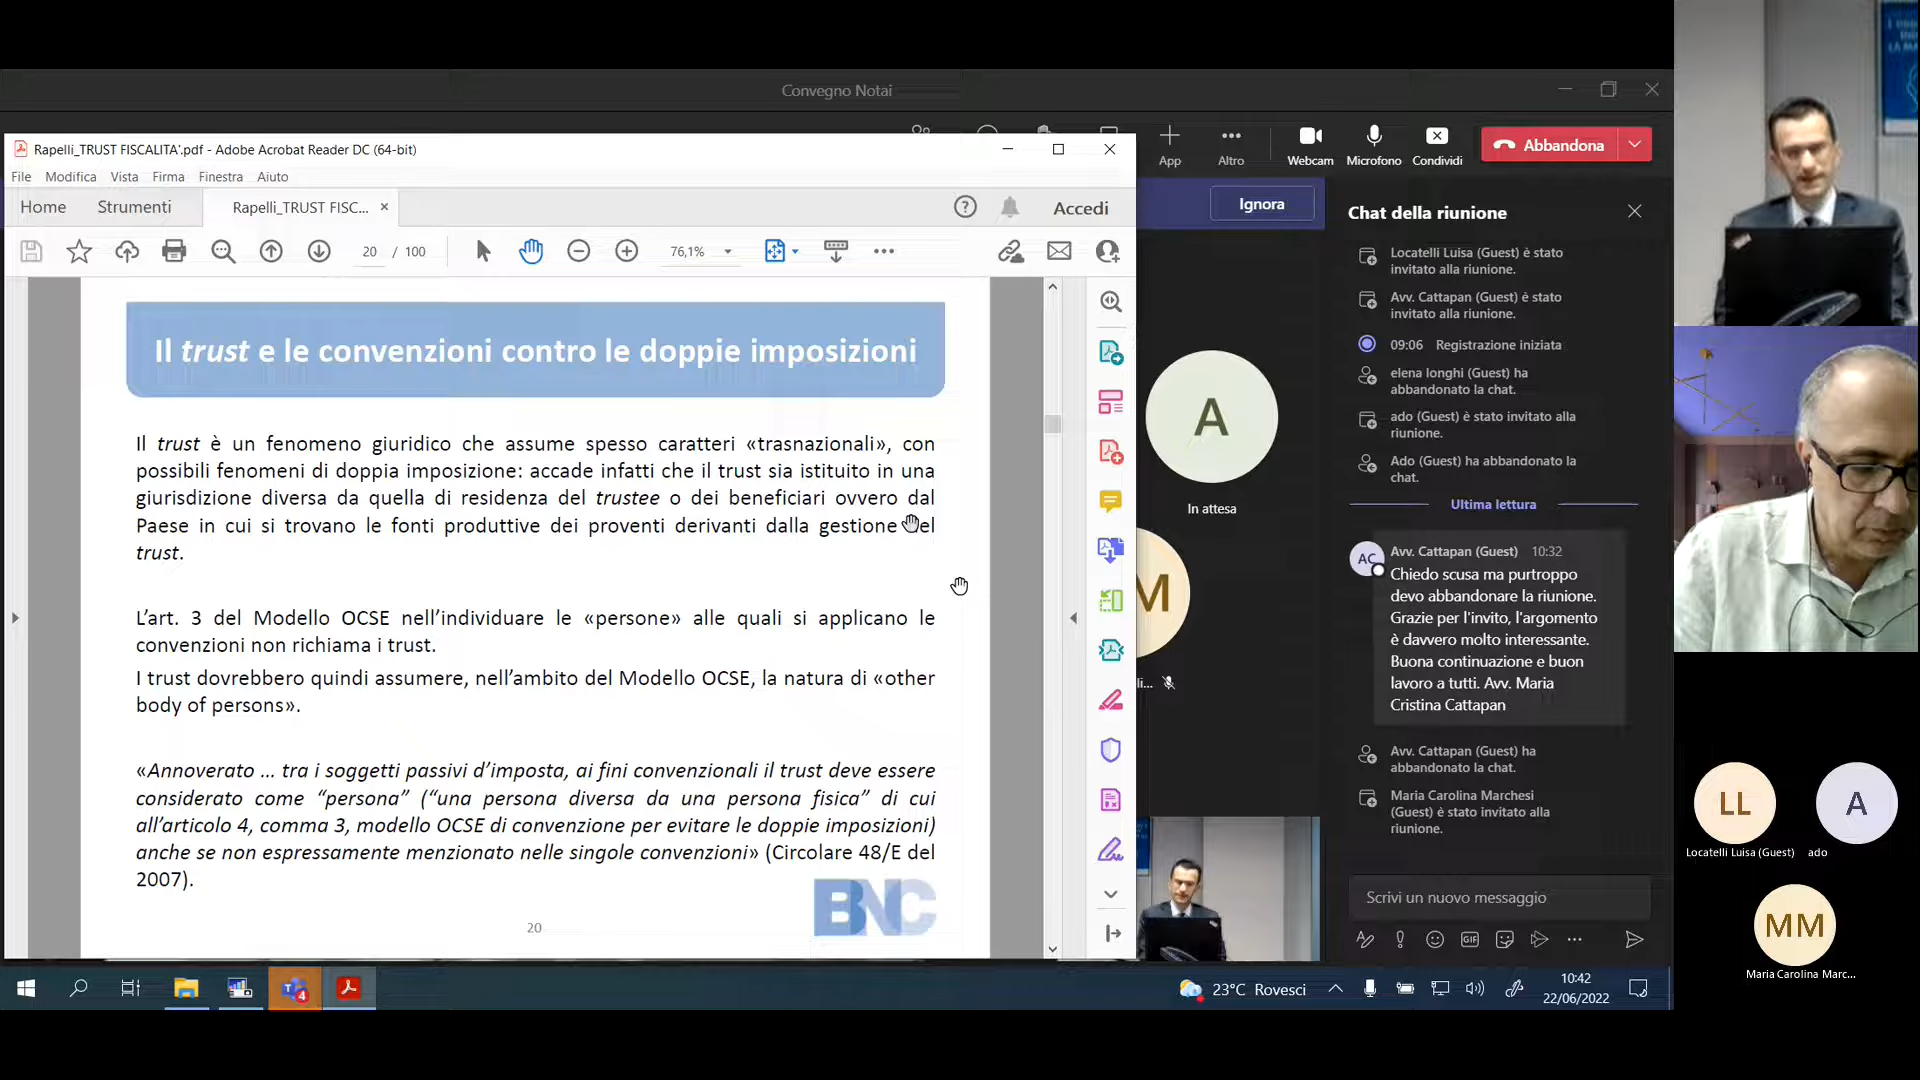 Convegno Notai
App
Altro
Webcam
Microfono
Condividi
Abbandona
Rapelli_TRUST FISCALITA'.pdf - Adobe Acrobat Reader DC (64-bit)
File Modifica Vista Firma Finestra Aiuto
Home Strumenti Rapelli_TRUST FISC... Accedi
20 / 100 76,1%
Il trust e le convenzioni contro le doppie imposizioni
Il trust è un fenomeno giuridico che assume spesso caratteri «trasnazionali», con
possibili fenomeni di doppia imposizione: accade infatti che il trust sia istituito in una
giurisdizione diversa da quella di residenza del trustee o dei beneficiari ovvero dal
Paese in cui si trovano le fonti produttive dei proventi derivanti dalla gestione del
trust.
L’art. 3 del Modello OCSE nell’individuare le «persone» alle quali si applicano le
convenzioni non richiama i trust.
I trust dovrebbero quindi assumere, nell’ambito del Modello OCSE, la natura di «other
body of persons».
«Annoverato ... tra i soggetti passivi d’imposta, ai fini convenzionali il trust deve essere
considerato come “persona” (“una persona diversa da una persona fisica” di cui
all’articolo 4, comma 3, modello OCSE di convenzione per evitare le doppie imposizioni)
anche se non espressamente menzionato nelle singole convenzioni» (Circolare 48/E del
2007).
20
BNC
Ignora
A
In attesa
M
li...
Chat della riunione
Locatelli Luisa (Guest) è stato
invitato alla riunione.
Avv. Cattapan (Guest) è stato
invitato alla riunione.
09:06 Registrazione iniziata
elena longhi (Guest) ha
abbandonato la chat.
ado (Guest) è stato invitato alla
riunione.
Ado (Guest) ha abbandonato la
chat.
Ultima lettura
AC
Avv. Cattapan (Guest) 10:32
Chiedo scusa ma purtroppo
devo abbandonare la riunione.
Grazie per l'invito, l'argomento
è davvero molto interessante.
Buona continuazione e buon
lavoro a tutti. Avv. Maria
Cristina Cattapan
Avv. Cattapan (Guest) ha
abbandonato la chat.
Maria Carolina Marchesi
(Guest) è stato invitato alla
riunione.
Scrivi un nuovo messaggio
GIF
LL
Locatelli Luisa (Guest)
A
ado
MM
Maria Carolina Marc...
4
23°C Rovesci
10:42
22/06/2022